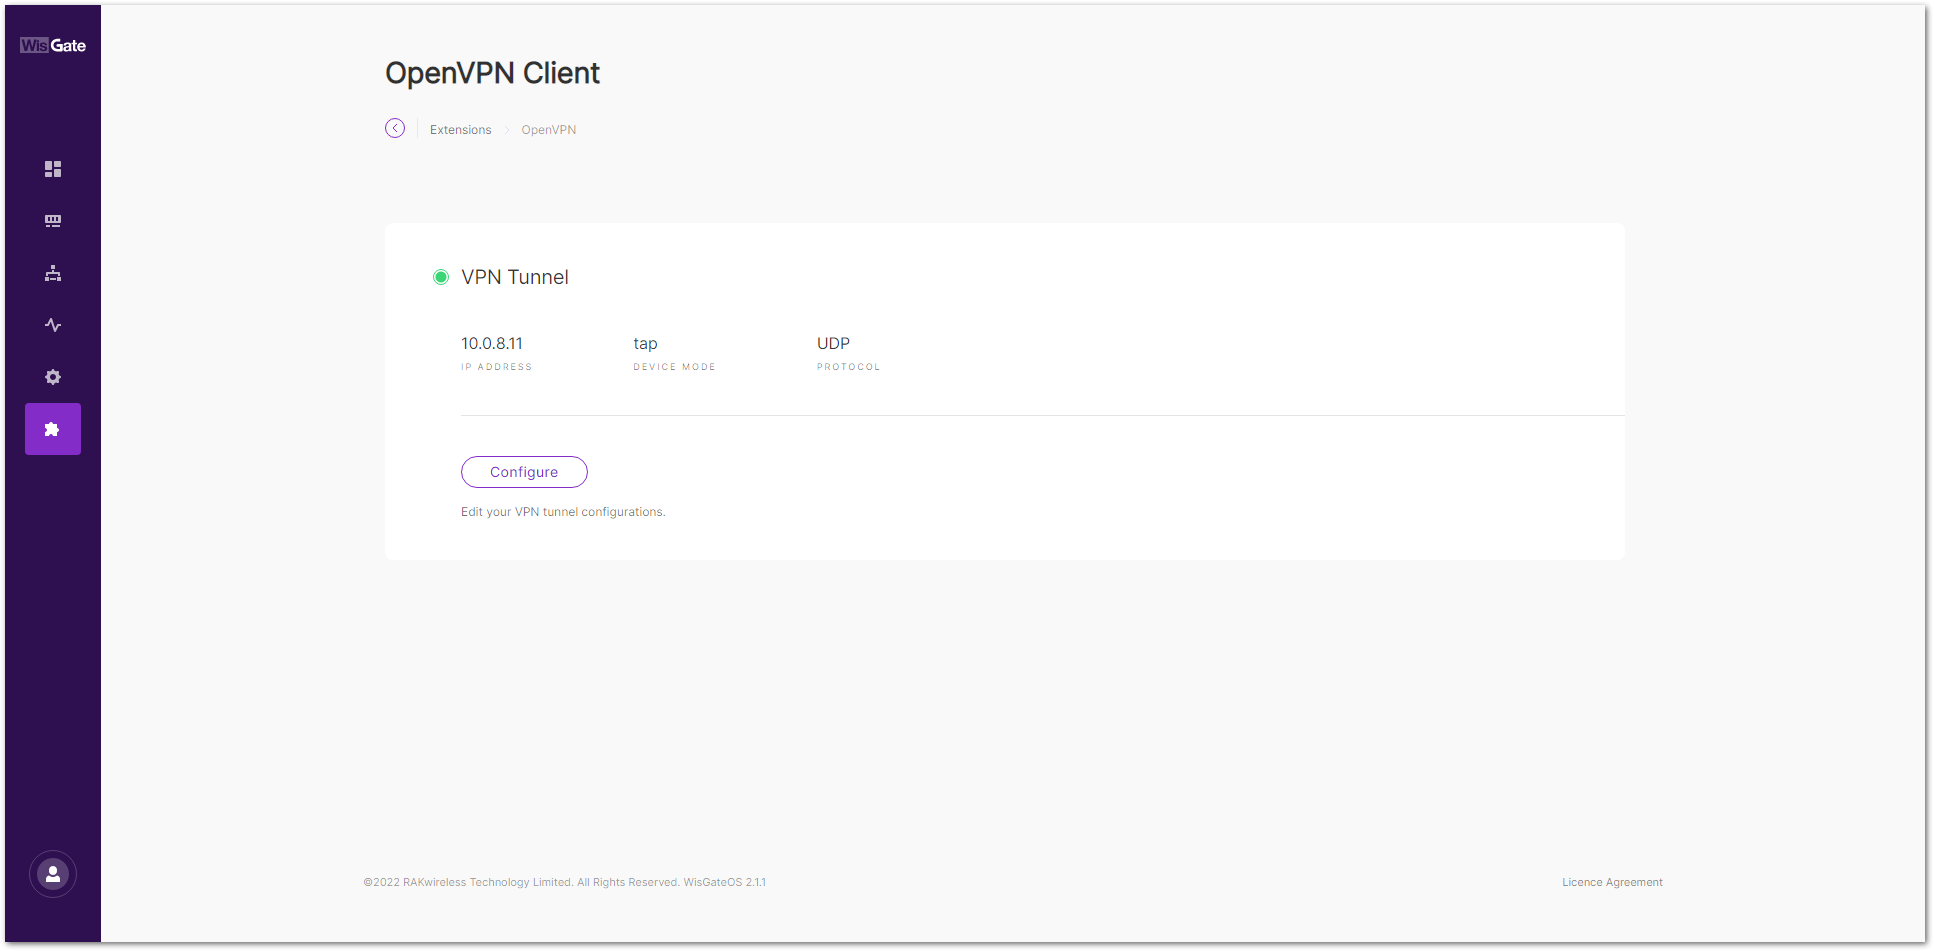 WisGate
OpenVPN Client
Extensions > OpenVPN
VPN Tunnel
10.0.8.11 tap UDP
IP ADDRESS DEVICE MODE PROTOCOL
Configure
Edit your VPN tunnel configurations.
©2022 RAKwireless Technology Limited. All Rights Reserved. WisGateOS 2.1.1 Licence Agreement